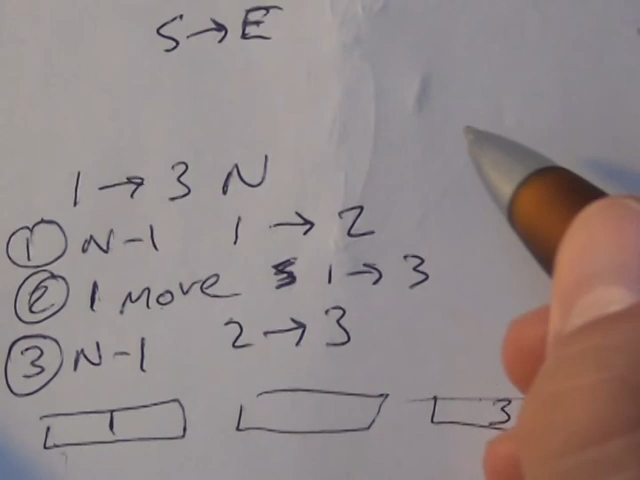 S → E
1 → 3 N
① N-1 1 → 2
② 1 move 1 → 3
③ N-1 2 → 3
1 3